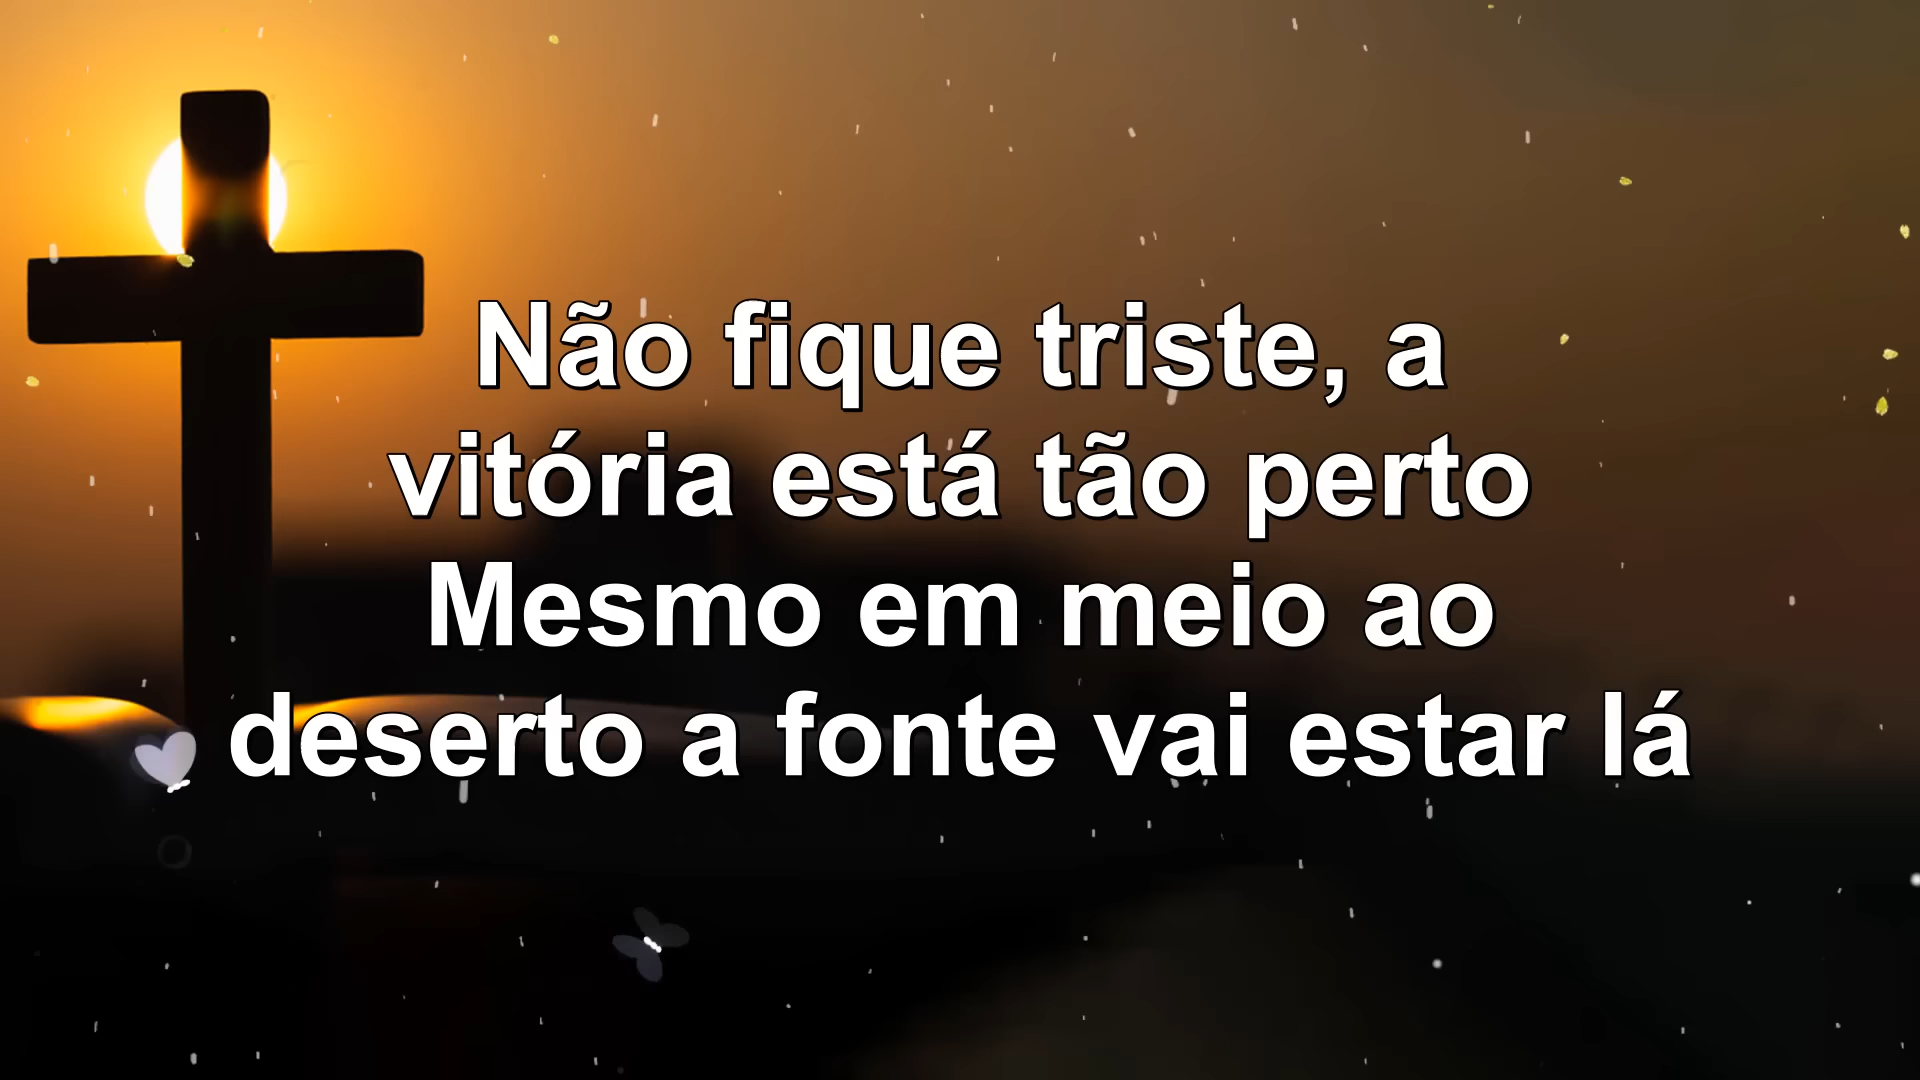 Não fique triste, a
vitória está tão perto
Mesmo em meio ao
deserto a fonte vai estar lá